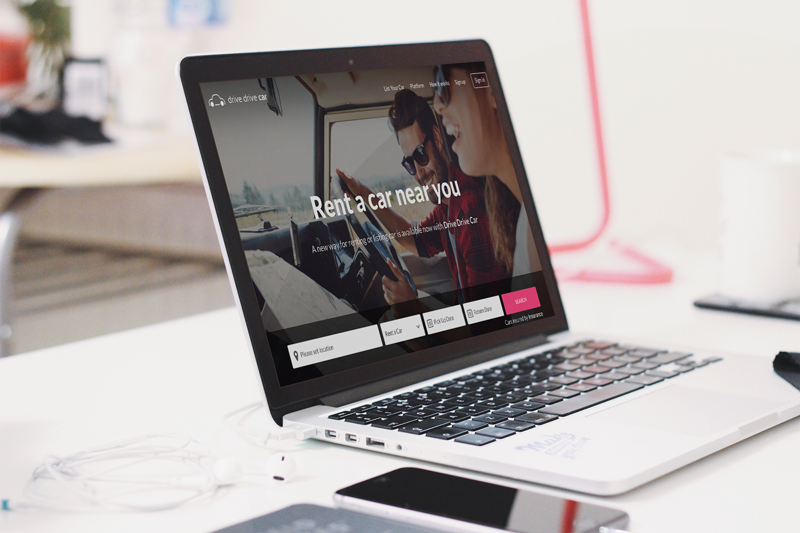 drive drive car
List Your Car Platform How it works Sign up Sign in
Rent a car near you
A new way for renting or listing car is available now with Drive Drive Car
Please set location
Rent a Car
Pick Up Date
Return Date
SEARCH
Cars Insured by Insurance